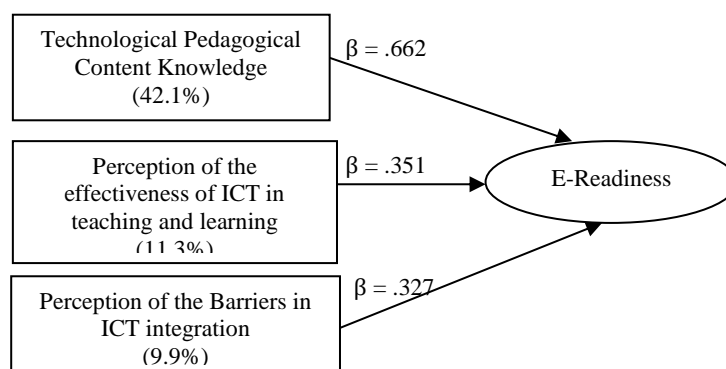 Technological Pedagogical
Content Knowledge
(42.1%)
β = .662
Perception of the
effectiveness of ICT in
teaching and learning
(11.3%)
β = .351
E-Readiness
Perception of the Barriers in
ICT integration
(9.9%)
β = .327